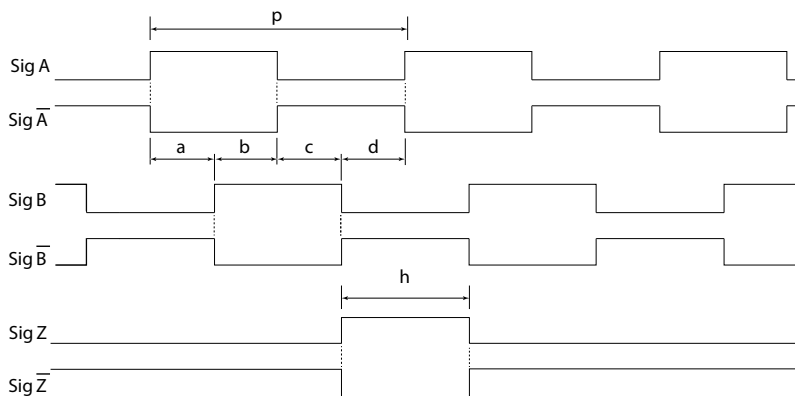 p
Sig A
Sig A̅
a b c d
Sig B
Sig B̅
h
Sig Z
Sig Z̅